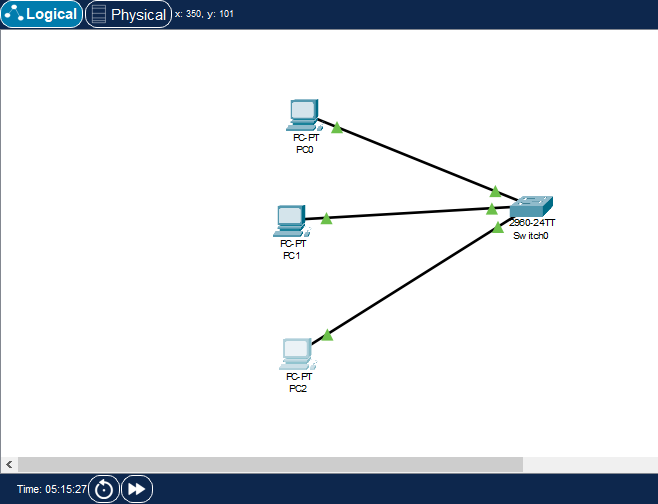 Logical
Physical
x: 350, y: 101
PC-PT
PC0
2960-24TT
Switch0
PC-PT
PC1
PC-PT
PC2
Time: 05:15:27